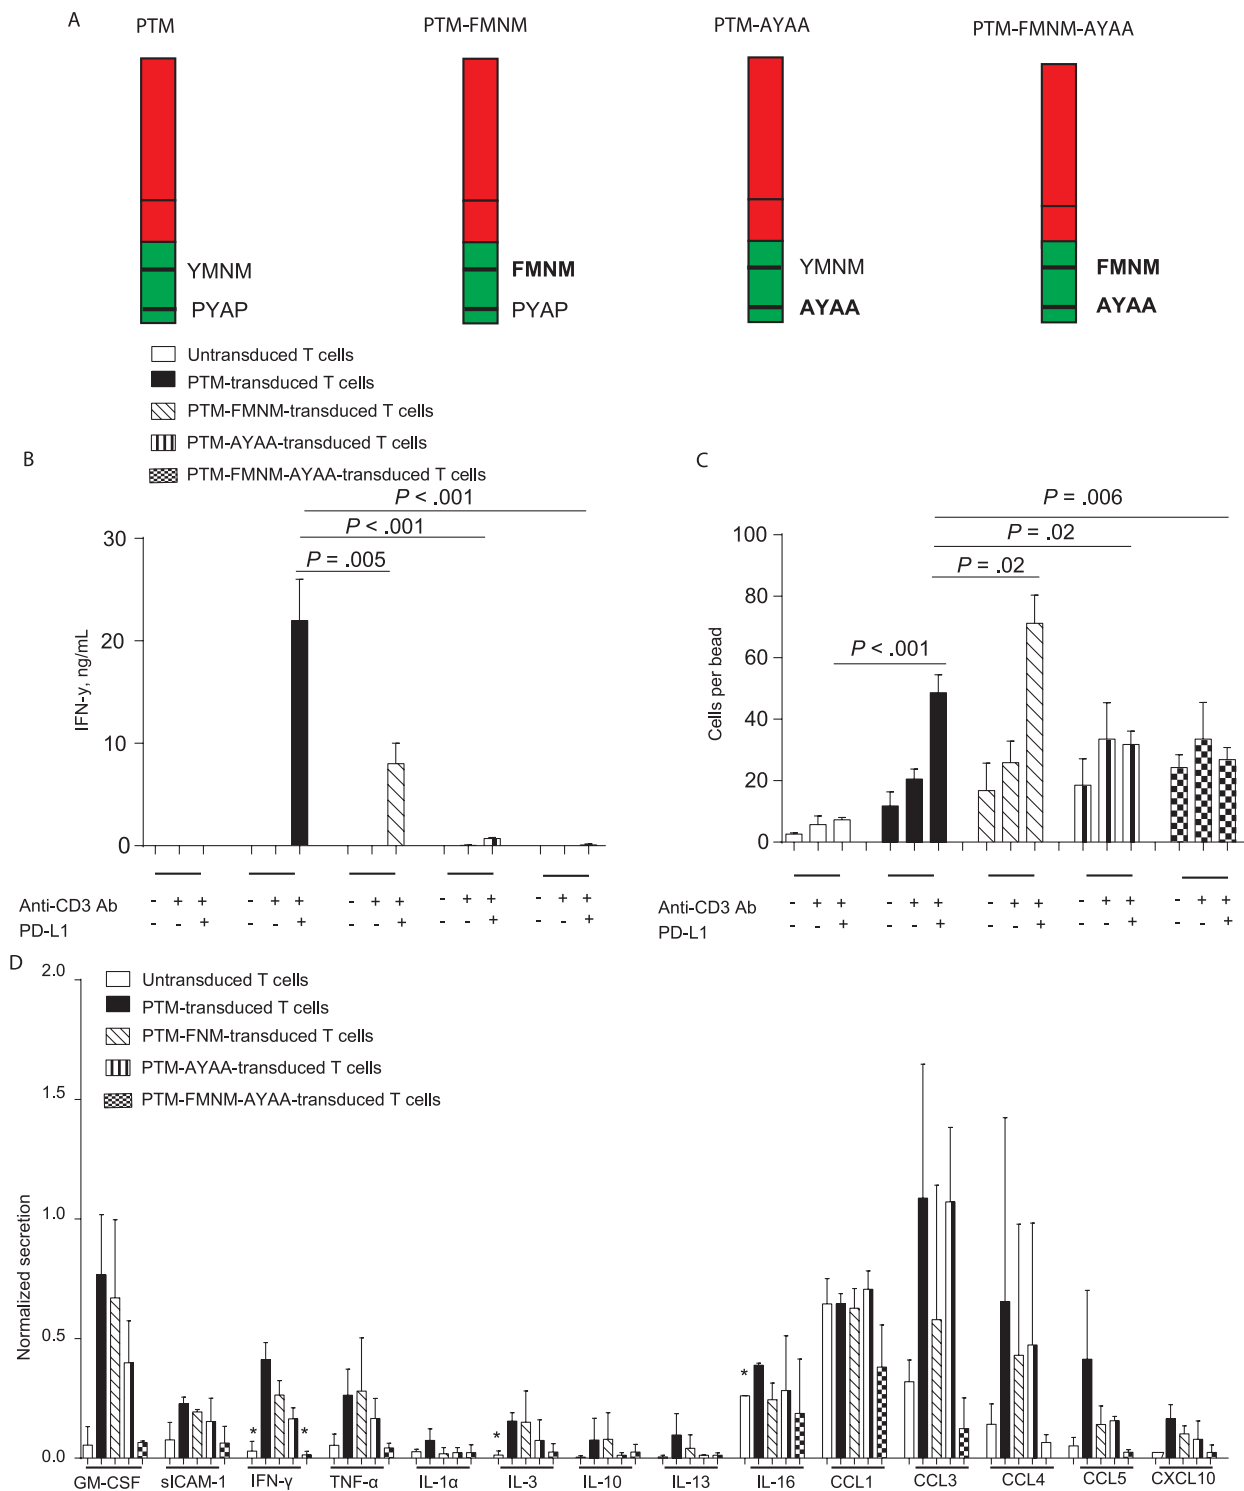 A
PTM
PTM-FMNM
PTM-AYAA
PTM-FMNM-AYAA
YMNM
FMNM
YMNM
FMNM
PYAP
PYAP
AYAA
AYAA
Untransduced T cells
PTM-transduced T cells
PTM-FMNM-transduced T cells
PTM-AYAA-transduced T cells
PTM-FMNM-AYAA-transduced T cells
B
P < .001
P < .001
P = .005
30
20
10
0
IFN-y, ng/mL
Anti-CD3 Ab - + + - + + - + + - + + - + +
PD-L1 - - + - - + - - + - - + - - +
C
P = .006
P = .02
P = .02
P < .001
100
80
60
40
20
0
Cells per bead
Anti-CD3 Ab - + + - + + - + + - + + - + +
PD-L1 - - + - - + - - + - - + - - +
D
2.0
1.5
1.0
0.5
0.0
Normalized secretion
Untransduced T cells
PTM-transduced T cells
PTM-FNM-transduced T cells
PTM-AYAA-transduced T cells
PTM-FMNM-AYAA-transduced T cells
* * * *
GM-CSF sICAM-1 IFN-γ TNF-α IL-1α IL-3 IL-10 IL-13 IL-16 CCL1 CCL3 CCL4 CCL5 CXCL10